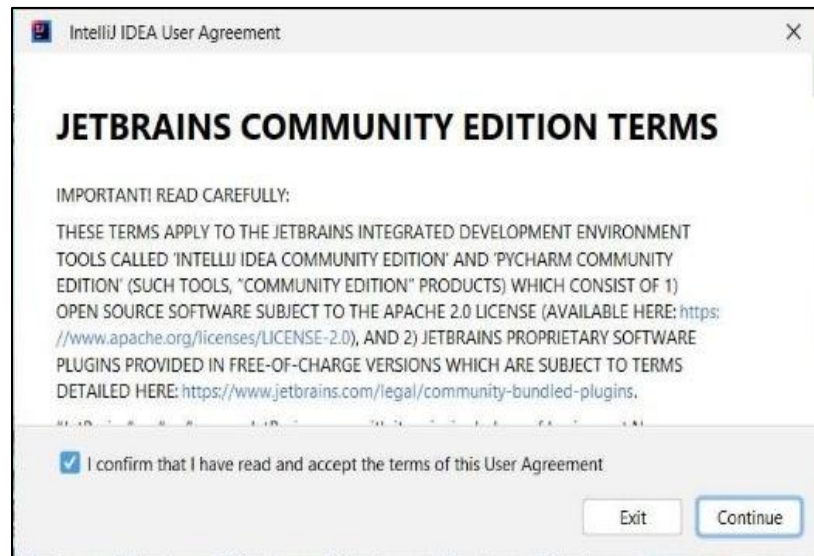 IntelliJ IDEA User Agreement
JETBRAINS COMMUNITY EDITION TERMS
IMPORTANT! READ CAREFULLY:
THESE TERMS APPLY TO THE JETBRAINS INTEGRATED DEVELOPMENT ENVIRONMENT
TOOLS CALLED 'INTELLIJ IDEA COMMUNITY EDITION' AND 'PYCHARM COMMUNITY
EDITION' (SUCH TOOLS, "COMMUNITY EDITION" PRODUCTS) WHICH CONSIST OF 1)
OPEN SOURCE SOFTWARE SUBJECT TO THE APACHE 2.0 LICENSE (AVAILABLE HERE: https:
//www.apache.org/licenses/LICENSE-2.0), AND 2) JETBRAINS PROPRIETARY SOFTWARE
PLUGINS PROVIDED IN FREE-OF-CHARGE VERSIONS WHICH ARE SUBJECT TO TERMS
DETAILED HERE: https://www.jetbrains.com/legal/community-bundled-plugins.
I confirm that I have read and accept the terms of this User Agreement
Exit Continue